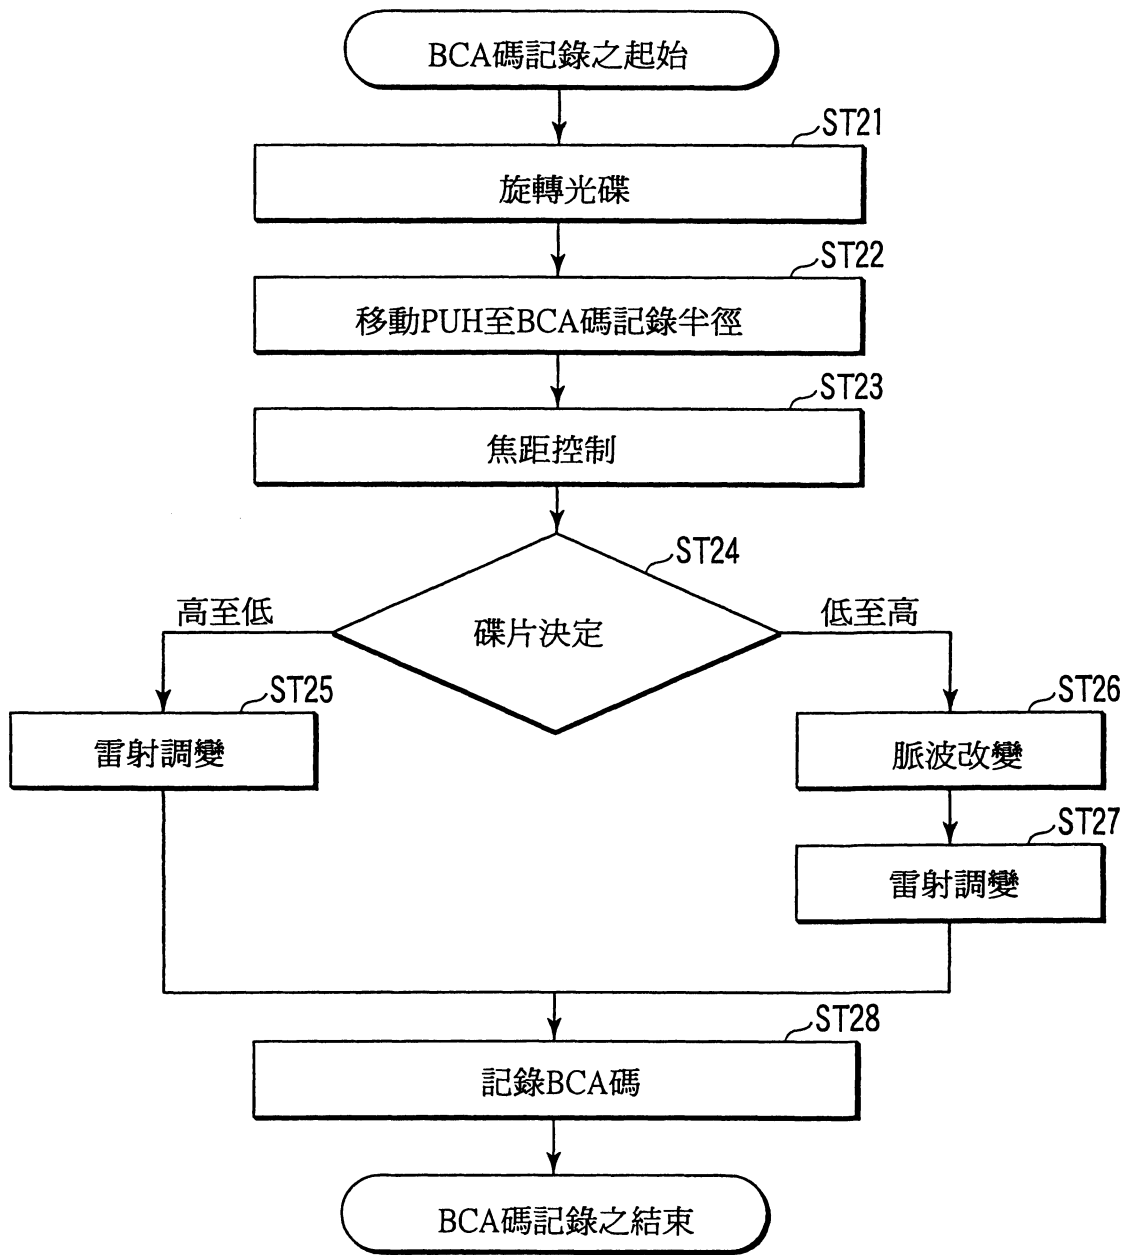 BCA碼記錄之起始
ST21
旋轉光碟
ST22
移動PUH至BCA碼記錄半徑
ST23
焦距控制
ST24
高至低
碟片決定
低至高
ST25
雷射調變
ST26
脈波改變
ST27
雷射調變
ST28
記錄BCA碼
BCA碼記錄之結束